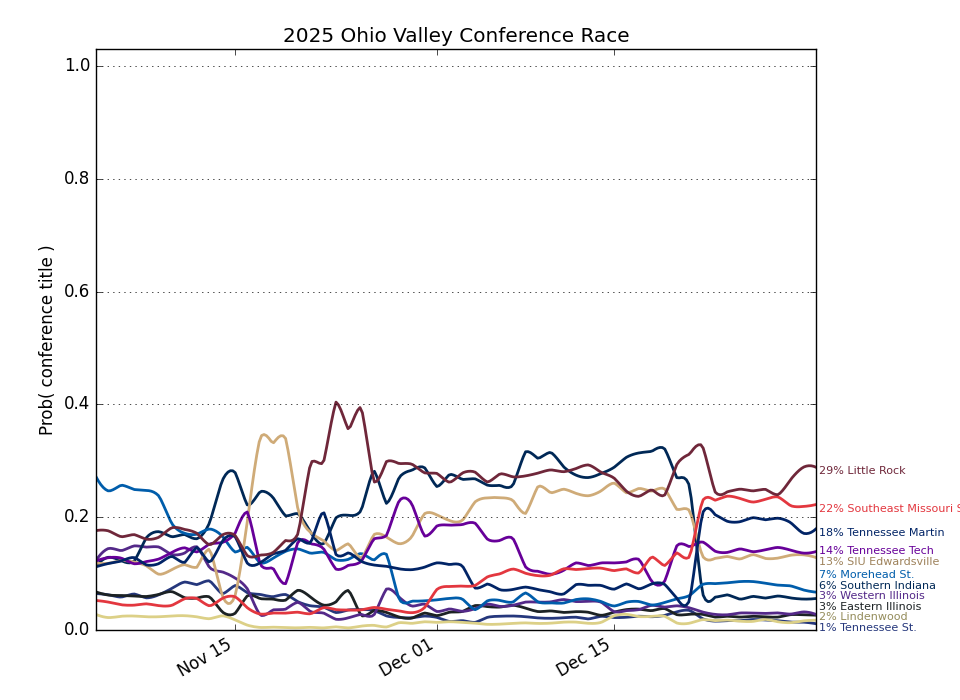 2025 Ohio Valley Conference Race
1.0
0.8
0.6
0.4
0.2
0.0
Prob( conference title )
Nov 15
Dec 01
Dec 15
29% Little Rock
22% Southeast Missouri S
18% Tennessee Martin
14% Tennessee Tech
13% SIU Edwardsville
7% Morehead St.
6% Southern Indiana
3% Western Illinois
3% Eastern Illinois
2% Lindenwood
1% Tennessee St.